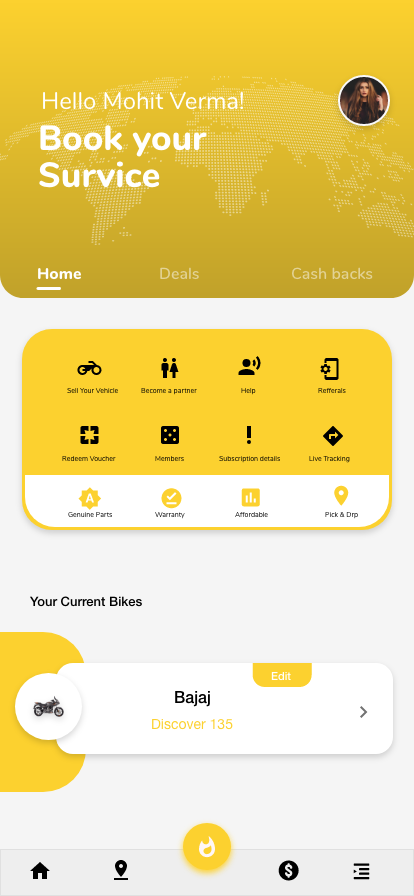 Hello Mohit Verma!
Book your
Survice
Home Deals Cash backs
Sell Your Vehicle Become a partner Help Refferals
Redeem Voucher Members Subscription details Live Tracking
A
Genuine Parts Warranty Affordable Pick & Drp
Your Current Bikes
Edit
Bajaj
Discover 135